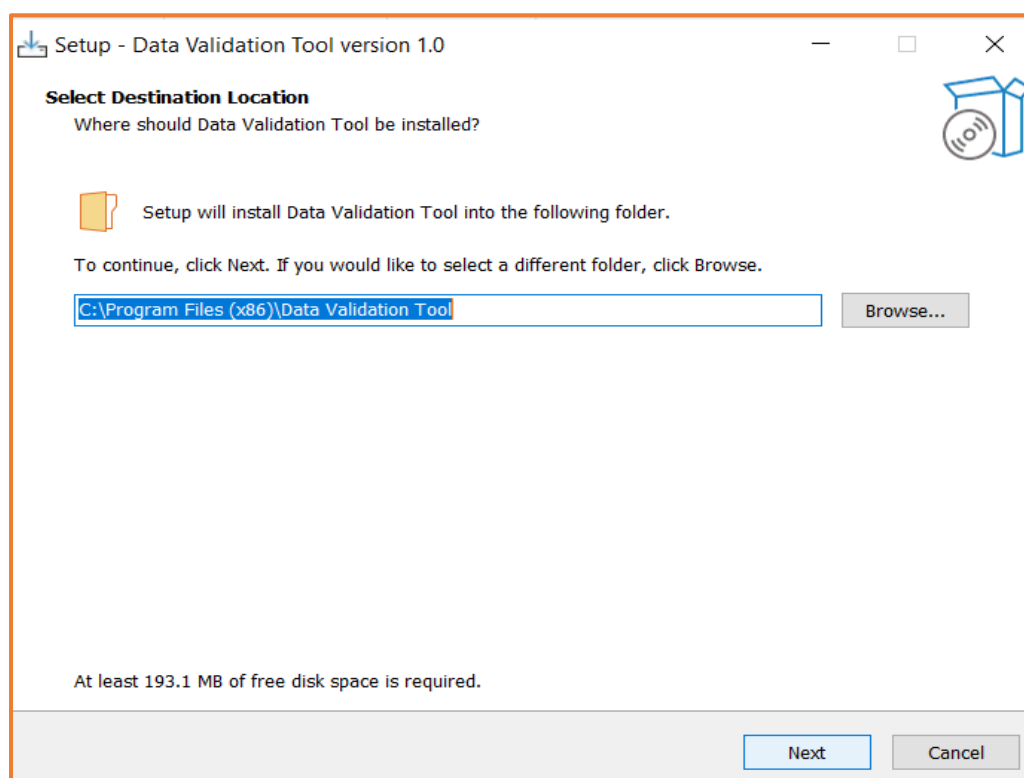 Setup - Data Validation Tool version 1.0
Select Destination Location
Where should Data Validation Tool be installed?
Setup will install Data Validation Tool into the following folder.
To continue, click Next. If you would like to select a different folder, click Browse.
C:\Program Files (x86)\Data Validation Tool
Browse...
At least 193.1 MB of free disk space is required.
Next
Cancel